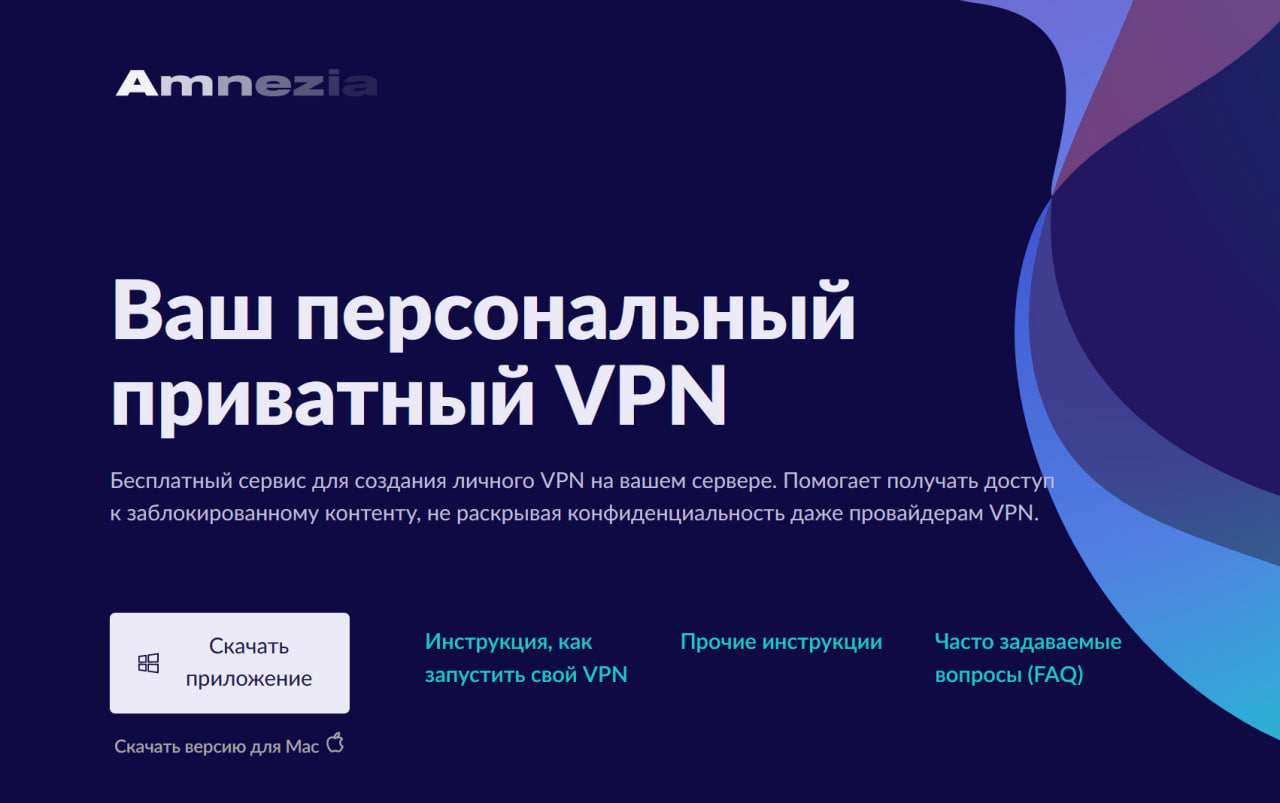 Amnezia
Ваш персональный
приватный VPN
Бесплатный сервис для создания личного VPN на вашем сервере. Помогает получать доступ
к заблокированному контенту, не раскрывая конфиденциальность даже провайдерам VPN.
Скачать
приложение
Инструкция, как
запустить свой VPN
Прочие инструкции
Часто задаваемые
вопросы (FAQ)
Скачать версию для Mac